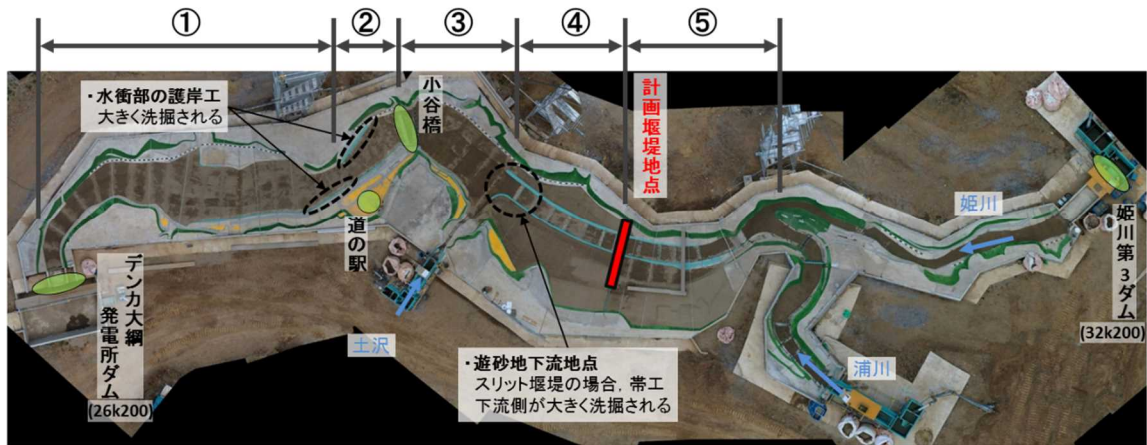 ① ② ③ ④ ⑤
・水衝部の護岸工
大きく洗掘される
小谷橋
計画堰堤地点
姫川
姫川第３ダム
(32k200)
道の駅
デンカ大網
発電所ダム
(26k200)
土沢
・遊砂地下流地点
スリット堰堤の場合，帯工
下流側が大きく洗掘される
浦川